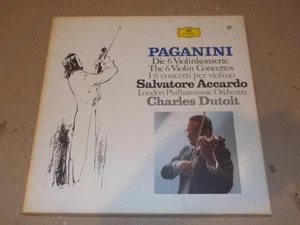 PAGANINI
Die 6 Violinkonzerte
The 6 Violin Concertos
I 6 concerti per violino
Salvatore Accardo
London Philharmonic Orchestra
Charles Dutoit